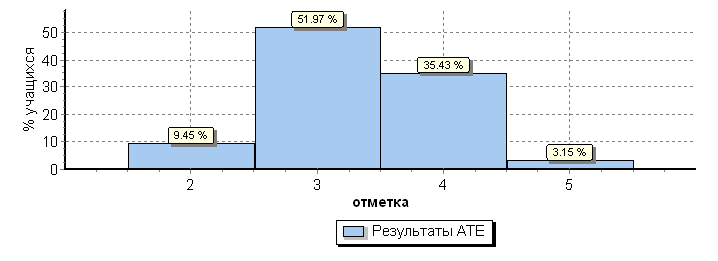 51.97 %
50
% учащихся
40
35.43 %
30
20
9.45 %
10
3.15 %
0
2 3 4 5
отметка
Результаты АТЕ